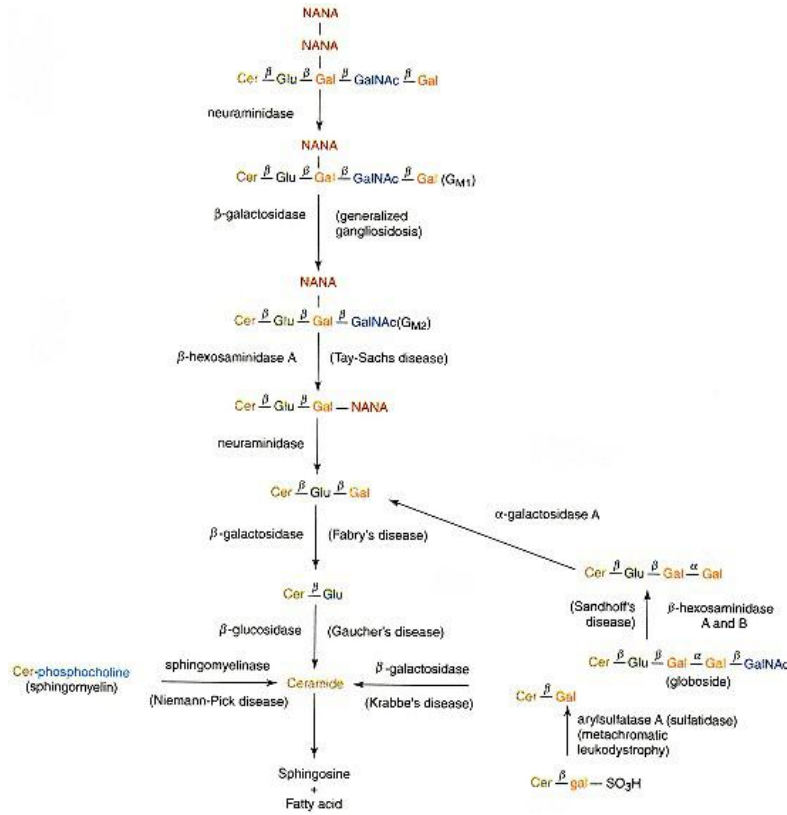 NANA
NANA
Cer β Glu β Gal β GalNAc β Gal
neuraminidase
NANA
Cer β Glu β Gal β GalNAc β Gal (GM1)
β-galactosidase
(generalized
gangliosidosis)
NANA
Cer β Glu β Gal β GalNAc(GM2)
β-hexosaminidase A
(Tay-Sachs disease)
Cer β Glu β Gal — NANA
neuraminidase
Cer β Glu β Gal
α-galactosidase A
β-galactosidase
(Fabry's disease)
Cer β Glu β Gal α Gal
Cer β Glu
(Sandhoff's
disease)
β-hexosaminidase
A and B
β-glucosidase
(Gaucher's disease)
Cer β Glu β Gal α Gal β GalNAc
(globoside)
Cer-phosphocholine
(sphingomyelin)
sphingomyelinase
(Niemann-Pick disease)
Ceramide
β-galactosidase
(Krabbe's disease)
Cer β Gal
arylsulfatase A (sulfatidase)
(metachromatic
leukodystrophy)
Sphingosine
+
Fatty acid
Cer β gal — SO3H